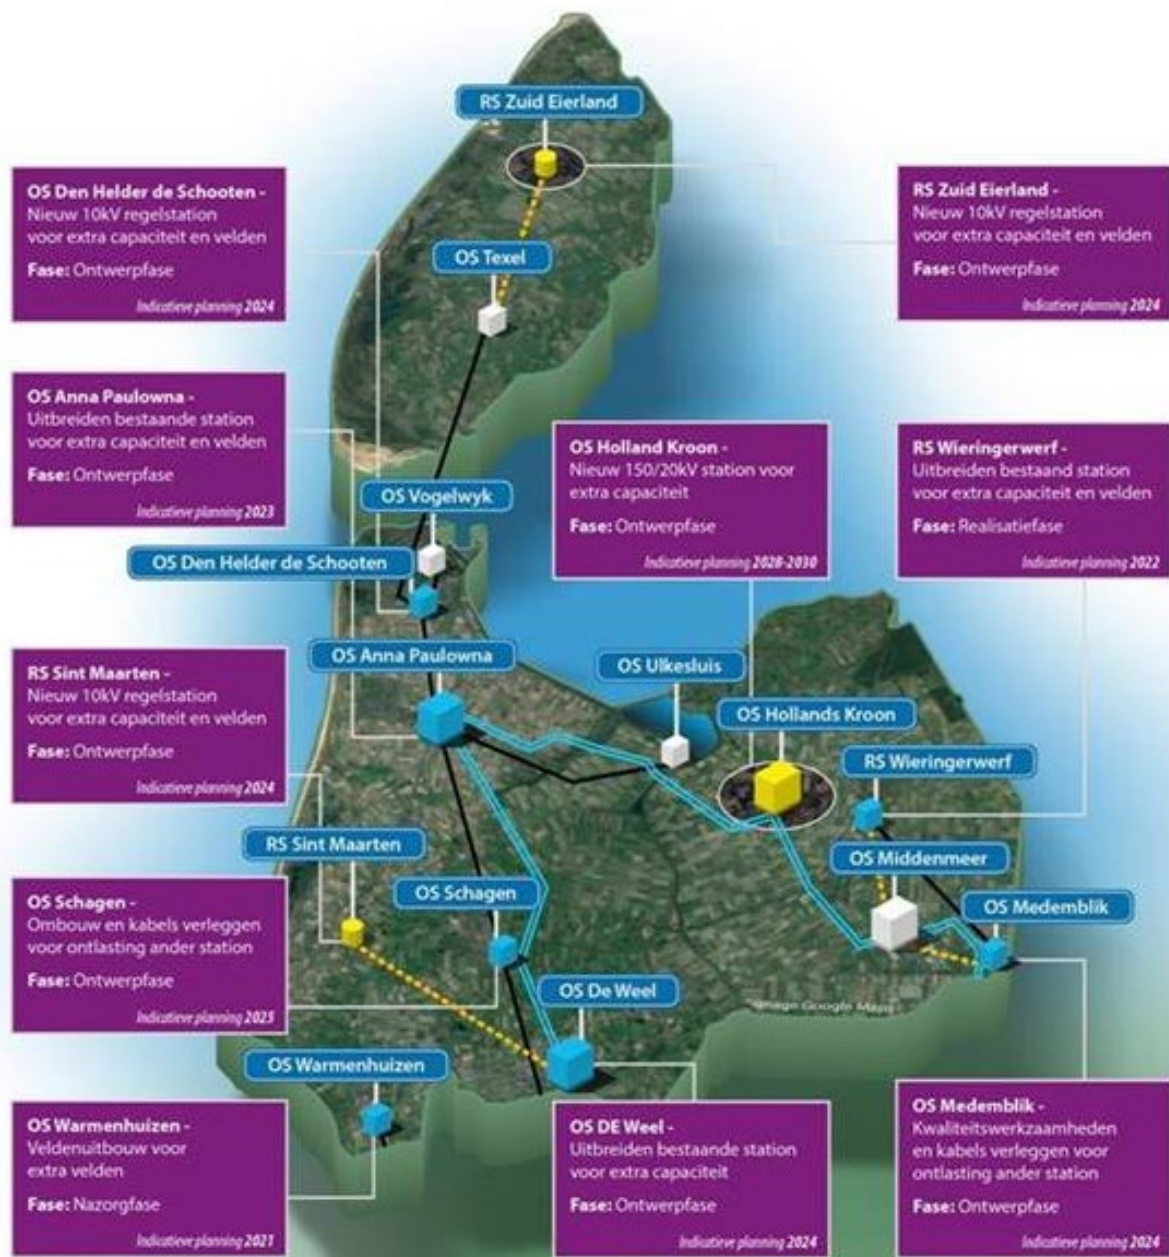 RS Zuid Eierland
OS Den Helder de Schooten -
Nieuw 10kV regelstation
voor extra capaciteit en velden
Fase: Ontwerpfase
Indicatieve planning 2024
RS Zuid Eierland -
Nieuw 10kV regelstation
voor extra capaciteit en velden
Fase: Ontwerpfase
Indicatieve planning 2024
OS Texel
OS Anna Paulowna -
Uitbreiden bestaande station
voor extra capaciteit en velden
Fase: Ontwerpfase
Indicatieve planning 2023
OS Holland Kroon -
Nieuw 150/20kV station voor
extra capaciteit
Fase: Ontwerpfase
Indicatieve planning 2028-2030
RS Wieringerwerf -
Uitbreiden bestaand station
voor extra capaciteit en velden
Fase: Realisatiefase
Indicatieve planning 2022
OS Vogelwyk
OS Den Helder de Schooten
OS Anna Paulowna
OS Ulkesluis
RS Sint Maarten -
Nieuw 10kV regelstation
voor extra capaciteit en velden
Fase: Ontwerpfase
Indicatieve planning 2024
OS Hollands Kroon
RS Wieringerwerf
RS Sint Maarten
OS Schagen
OS Middenmeer
OS Medemblik
OS Schagen -
Ombouw en kabels verleggen
voor ontlasting ander station
Fase: Ontwerpfase
Indicatieve planning 2025
OS De Weel
Image Google Maps
OS Warmenhuizen
OS Warmenhuizen -
Veldenuitbouw voor
extra velden
Fase: Nazorgfase
Indicatieve planning 2021
OS DE Weel -
Uitbreiden bestaande station
voor extra capaciteit
Fase: Ontwerpfase
Indicatieve planning 2024
OS Medemblik -
Kwaliteitswerkzaamheden
en kabels verleggen voor
ontlasting ander station
Fase: Ontwerpfase
Indicatieve planning 2024